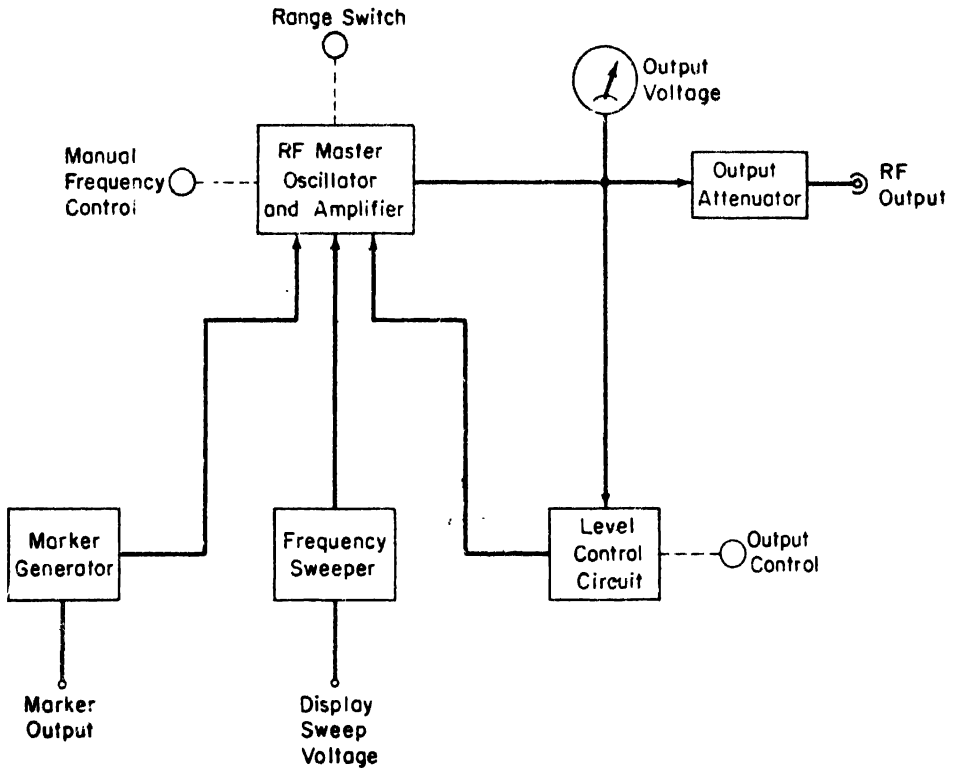 Range Switch
Output
Voltage
RF Master
Oscillator
and Amplifier
Manual
Frequency
Control
Output
Attenuator
RF
Output
Marker
Generator
Frequency
Sweeper
Level
Control
Circuit
Output
Control
Marker
Output
Display
Sweep
Voltage